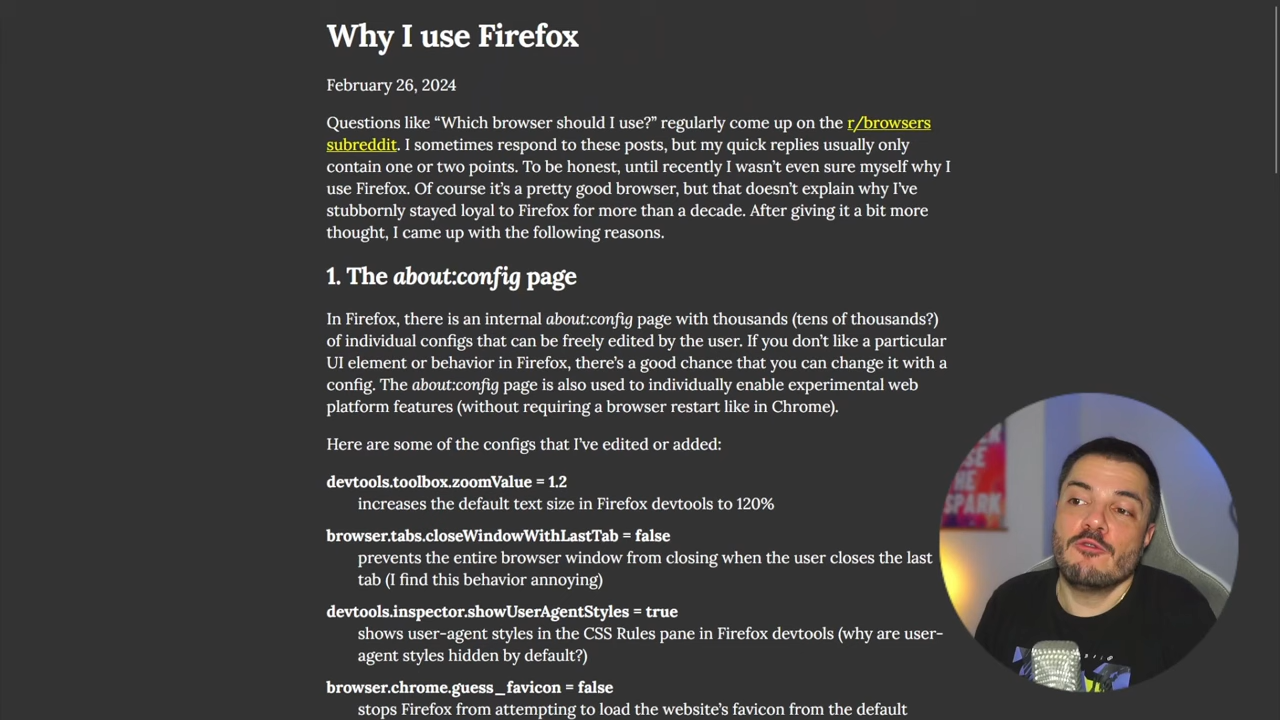 Why I use Firefox
February 26, 2024
Questions like “Which browser should I use?” regularly come up on the r/browsers
subreddit. I sometimes respond to these posts, but my quick replies usually only
contain one or two points. To be honest, until recently I wasn’t even sure myself why I
use Firefox. Of course it’s a pretty good browser, but that doesn’t explain why I’ve
stubbornly stayed loyal to Firefox for more than a decade. After giving it a bit more
thought, I came up with the following reasons.
1. The about:config page
In Firefox, there is an internal about:config page with thousands (tens of thousands?)
of individual configs that can be freely edited by the user. If you don’t like a particular
UI element or behavior in Firefox, there’s a good chance that you can change it with a
config. The about:config page is also used to individually enable experimental web
platform features (without requiring a browser restart like in Chrome).
Here are some of the configs that I’ve edited or added:
devtools.toolbox.zoomValue = 1.2
increases the default text size in Firefox devtools to 120%
browser.tabs.closeWindowWithLastTab = false
prevents the entire browser window from closing when the user closes the last
tab (I find this behavior annoying)
devtools.inspector.showUserAgentStyles = true
shows user-agent styles in the CSS Rules pane in Firefox devtools (why are user-
agent styles hidden by default?)
browser.chrome.guess_favicon = false
stops Firefox from attempting to load the website’s favicon from the default
SPARK